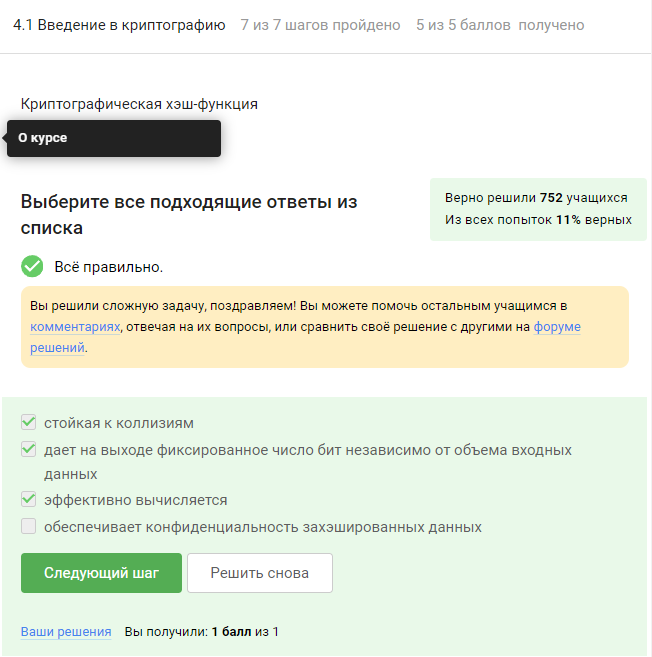 4.1 Введение в криптографию 7 из 7 шагов пройдено 5 из 5 баллов получено
Криптографическая хэш-функция
О курсе
Выберите все подходящие ответы из
списка
Верно решили 752 учащихся
Из всех попыток 11% верных
Всё правильно.
Вы решили сложную задачу, поздравляем! Вы можете помочь остальным учащимся в
комментариях, отвечая на их вопросы, или сравнить своё решение с другими на форуме
решений.
стойкая к коллизиям
дает на выходе фиксированное число бит независимо от объема входных
данных
эффективно вычисляется
обеспечивает конфиденциальность захэшированных данных
Следующий шаг Решить снова
Ваши решения Вы получили: 1 балл из 1